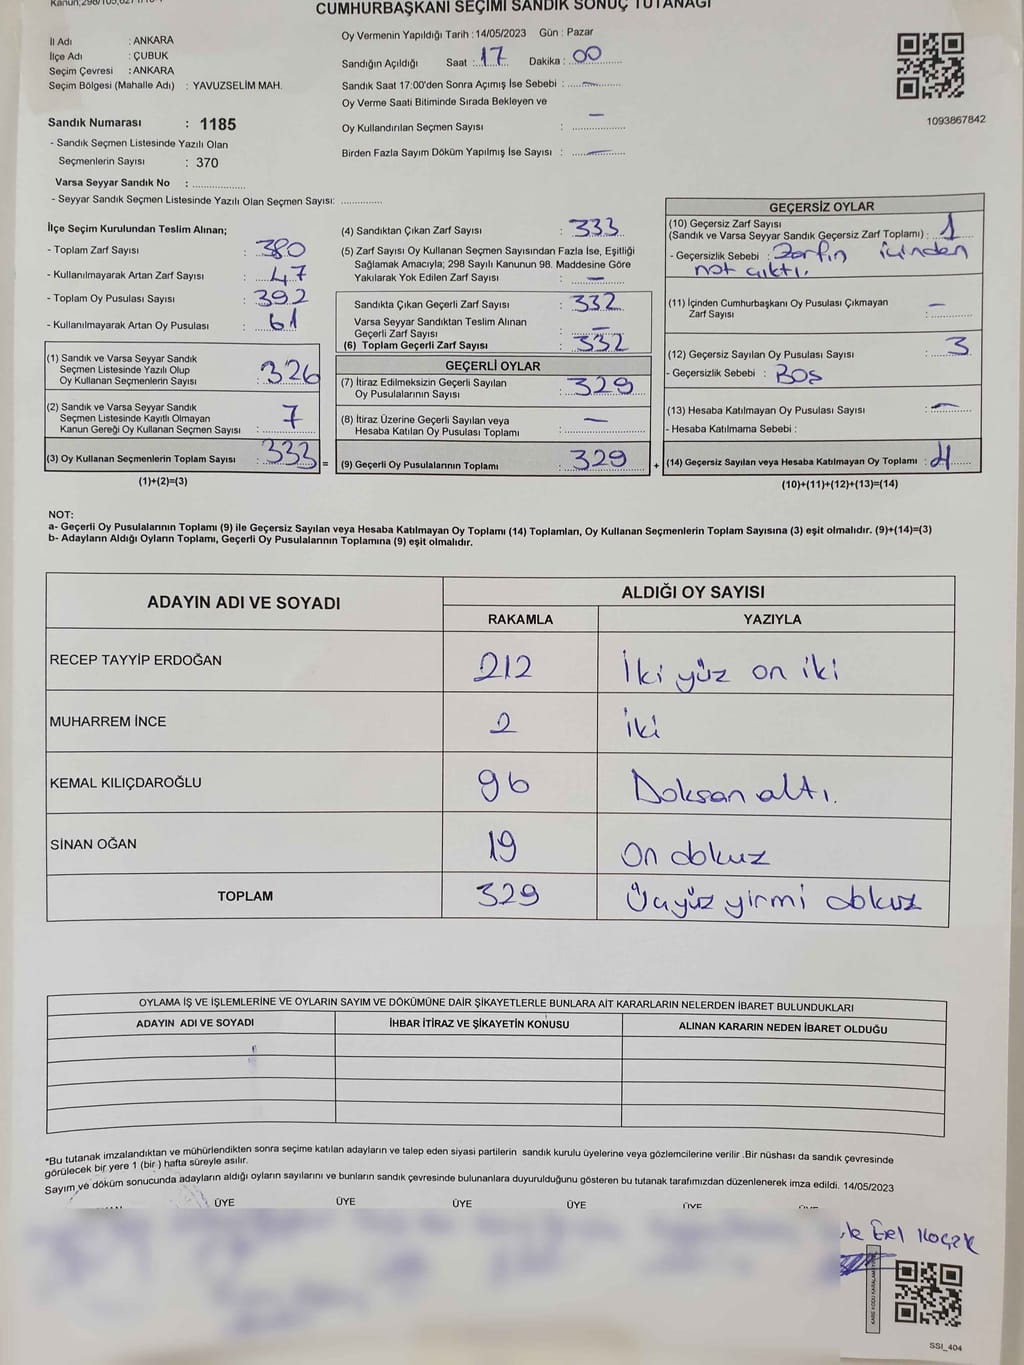 CUMHURBAŞKANI SEÇİMİ SANDIK SONUÇ TUTANAĞI
İl Adı : ANKARA
İlçe Adı : ÇUBUK
Seçim Çevresi : ANKARA
Seçim Bölgesi (Mahalle Adı) : YAVUZSELİM MAH.
Sandık Numarası : 1185
- Sandık Seçmen Listesinde Yazılı Olan
Seçmenlerin Sayısı : 370
Varsa Seyyar Sandık No : ..................
- Seyyar Sandık Seçmen Listesinde Yazılı Olan Seçmen Sayısı: ..............
Oy Vermenin Yapıldığı Tarih : 14/05/2023 Gün : Pazar
Sandığın Açıldığı Saat : 17 Dakika : 00
Sandık Saat 17:00'den Sonra Açımış İse Sebebi : —
Oy Verme Saati Bitiminde Sırada Bekleyen ve
Oy Kullandırılan Seçmen Sayısı : —
Birden Fazla Sayım Döküm Yapılmış İse Sayısı : —
1093867842
İlçe Seçim Kurulundan Teslim Alınan;
- Toplam Zarf Sayısı : 380
- Kullanılmayarak Artan Zarf Sayısı : 47
- Toplam Oy Pusulası Sayısı : 392
- Kullanılmayarak Artan Oy Pusulası : 61
(1) Sandık ve Varsa Seyyar Sandık
Seçmen Listesinde Yazılı Olup
Oy Kullanan Seçmenlerin Sayısı : 326
(2) Sandık ve Varsa Seyyar Sandık
Seçmen Listesinde Kayıtlı Olmayan
Kanun Gereği Oy Kullanan Seçmen Sayısı : 7
(3) Oy Kullanan Seçmenlerin Toplam Sayısı : 333 =
(1)+(2)=(3)
(4) Sandıktan Çıkan Zarf Sayısı : 333
(5) Zarf Sayısı Oy Kullanan Seçmen Sayısından Fazla İse, Eşitliği
Sağlamak Amacıyla; 298 Sayılı Kanunun 98. Maddesine Göre
Yakılarak Yok Edilen Zarf Sayısı : —
Sandıkta Çıkan Geçerli Zarf Sayısı : 332
Varsa Seyyar Sandıktan Teslim Alınan
Geçerli Zarf Sayısı : —
(6) Toplam Geçerli Zarf Sayısı : 332
GEÇERLİ OYLAR
(7) İtiraz Edilmeksizin Geçerli Sayılan
Oy Pusulalarının Sayısı : 329
(8) İtiraz Üzerine Geçerli Sayılan veya
Hesaba Katılan Oy Pusulası Toplamı : —
(9) Geçerli Oy Pusulalarının Toplamı : 329 +
GEÇERSİZ OYLAR
(10) Geçersiz Zarf Sayısı
(Sandık ve Varsa Seyyar Sandık Geçersiz Zarf Toplamı) : 1
- Geçersizlik Sebebi : Zarfın içinden
not çıktı.
(11) İçinden Cumhurbaşkanı Oy Pusulası Çıkmayan
Zarf Sayısı : —
(12) Geçersiz Sayılan Oy Pusulası Sayısı : 3
- Geçersizlik Sebebi : BOŞ
(13) Hesaba Katılmayan Oy Pusulası Sayısı : —
- Hesaba Katılmama Sebebi :
(14) Geçersiz Sayılan veya Hesaba Katılmayan Oy Toplamı : 4
(10)+(11)+(12)+(13)=(14)
NOT:
a- Geçerli Oy Pusulalarının Toplamı (9) ile Geçersiz Sayılan veya Hesaba Katılmayan Oy Toplamı (14) Toplamları, Oy Kullanan Seçmenlerin Toplam Sayısına (3) eşit olmalıdır. (9)+(14)=(3)
b- Adayların Aldığı Oyların Toplamı, Geçerli Oy Pusulalarının Toplamına (9) eşit olmalıdır.
ADAYIN ADI VE SOYADI ALDIĞI OY SAYISI
RAKAMLA YAZIYLA
RECEP TAYYİP ERDOĞAN 212 İki yüz on iki
MUHARREM İNCE 2 iki
KEMAL KILIÇDAROĞLU 96 Doksan altı.
SİNAN OĞAN 19 On dokuz
TOPLAM 329 Üçyüz yirmi dokuz
OYLAMA İŞ VE İŞLEMLERİNE VE OYLARIN SAYIM VE DÖKÜMÜNE DAİR ŞİKAYETLERLE BUNLARA AİT KARARLARIN NELERDEN İBARET BULUNDUKLARI
ADAYIN ADI VE SOYADI İHBAR İTİRAZ VE ŞİKAYETİN KONUSU ALINAN KARARIN NEDEN İBARET OLDUĞU
*Bu tutanak imzalandıktan ve mühürlendikten sonra seçime katılan adayların ve talep eden siyasi partilerin sandık kurulu üyelerine veya gözlemcilerine verilir .Bir nüshası da sandık çevresinde
görülecek bir yere 1 (bir ) hafta süreyle asılır.
Sayım ve döküm sonucunda adayların aldığı oyların sayılarını ve bunların sandık çevresinde bulunanlara duyurulduğunu gösteren bu tutanak tarafımızdan düzenlenerek imza edildi. 14/05/2023
ÜYE ÜYE ÜYE ÜYE ÜYE
Erel Koçak
SSI_404